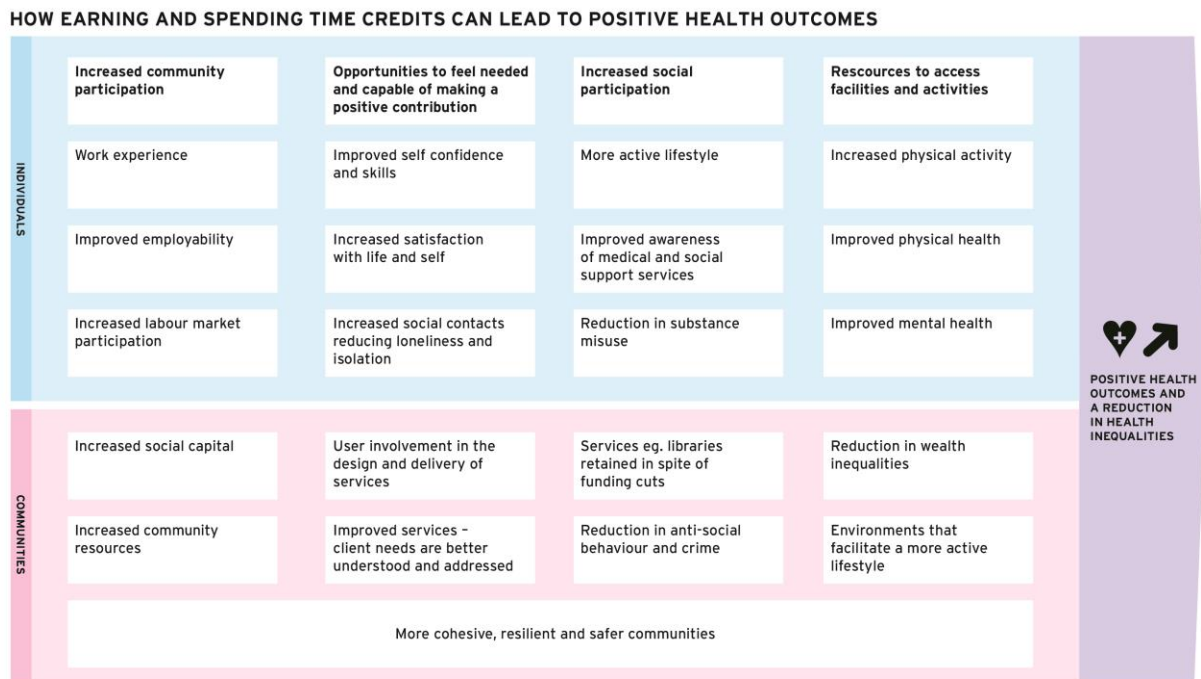 HOW EARNING AND SPENDING TIME CREDITS CAN LEAD TO POSITIVE HEALTH OUTCOMES
INDIVIDUALS
Increased community
participation
Opportunities to feel needed
and capable of making a
positive contribution
Increased social
participation
Rescources to access
facilities and activities
Work experience
Improved self confidence
and skills
More active lifestyle
Increased physical activity
Improved employability
Increased satisfaction
with life and self
Improved awareness
of medical and social
support services
Improved physical health
Increased labour market
participation
Increased social contacts
reducing loneliness and
isolation
Reduction in substance
misuse
Improved mental health
COMMUNITIES
Increased social capital
User involvement in the
design and delivery of
services
Services eg. libraries
retained in spite of
funding cuts
Reduction in wealth
inequalities
Increased community
resources
Improved services –
client needs are better
understood and addressed
Reduction in anti-social
behaviour and crime
Environments that
facilitate a more active
lifestyle
More cohesive, resilient and safer communities
POSITIVE HEALTH
OUTCOMES AND
A REDUCTION
IN HEALTH
INEQUALITIES